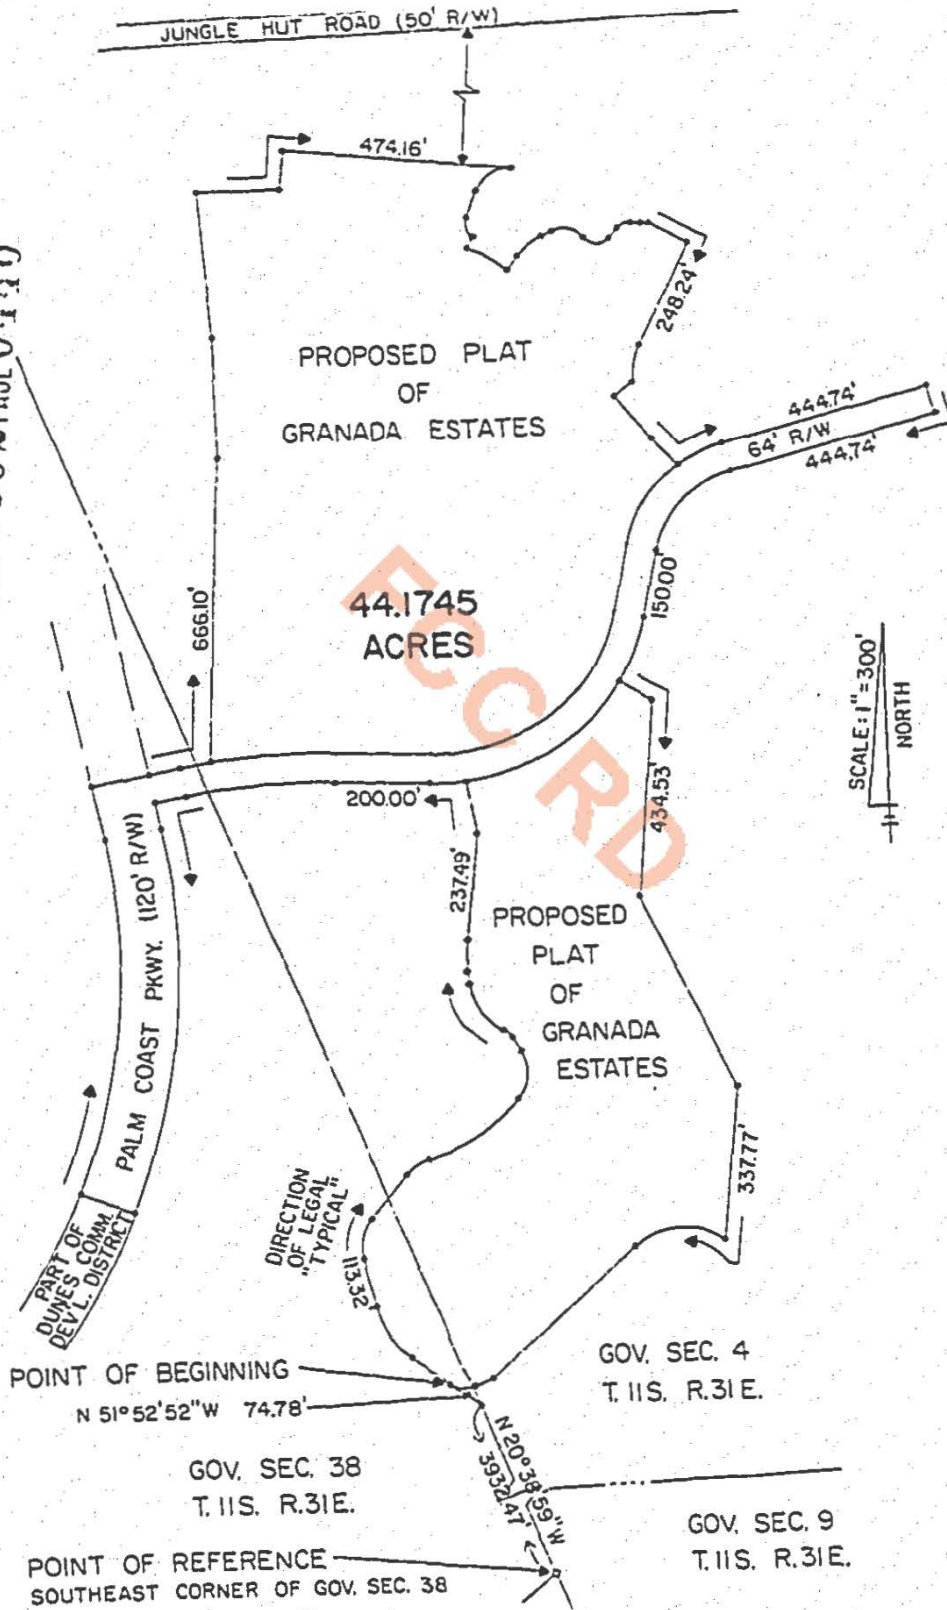 JUNGLE HUT ROAD (50' R/W)
474.16'
248.24'
PROPOSED PLAT
OF
GRANADA ESTATES
444.74'
64' R/W
444.74'
44.1745
ACRES
666.10'
150.00'
FCC RD
SCALE: 1"=300'
NORTH
200.00'
434.53'
237.49'
PALM COAST PKWY. (120' R/W)
PROPOSED
PLAT
OF
GRANADA
ESTATES
337.77'
DIRECTION
OF LEGAL
"TYPICAL"
113.32'
PART OF
DUNES COMM.
DEV'L. DISTRICT
POINT OF BEGINNING
N 51°52'52"W 74.78'
GOV. SEC. 4
T. 11S. R.31E.
N 20°38'59"W
3932.47'
GOV. SEC. 38
T. 11S. R.31E.
GOV. SEC. 9
T. 11S. R.31E.
POINT OF REFERENCE
SOUTHEAST CORNER OF GOV. SEC. 38